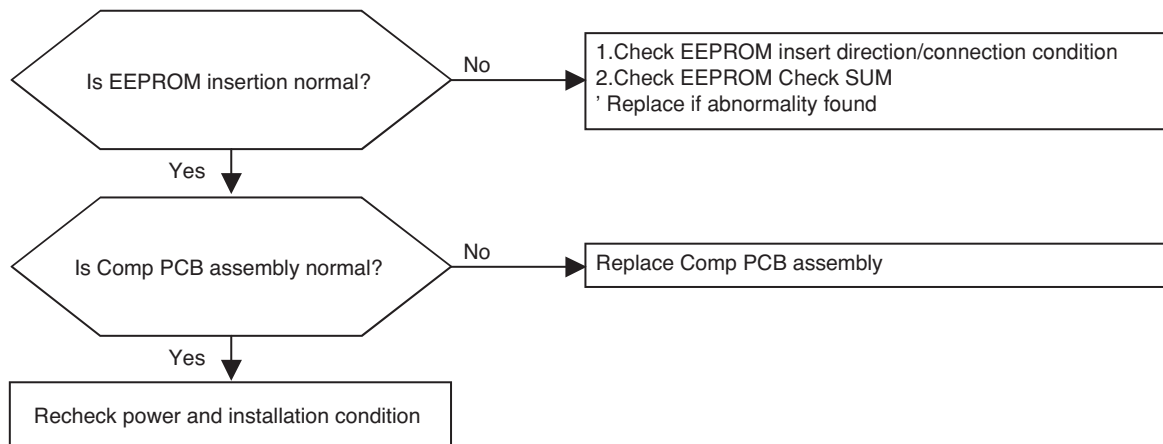 Is EEPROM insertion normal?
No
1.Check EEPROM insert direction/connection condition
2.Check EEPROM Check SUM
' Replace if abnormality found
Yes
Is Comp PCB assembly normal?
No
Replace Comp PCB assembly
Yes
Recheck power and installation condition